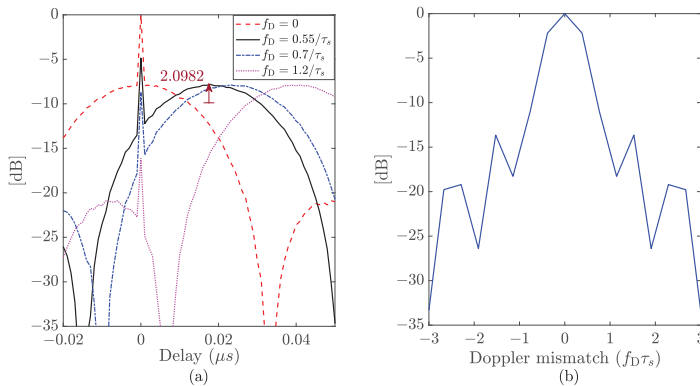 0
−5
−10
−15
−20
−25
−30
−35
[dB]
−0.02
0
0.02
0.04
Delay (μs)
(a)
2.0982
f_D = 0
f_D = 0.55/τ_s
f_D = 0.7/τ_s
f_D = 1.2/τ_s
0
−5
−10
−15
−20
−25
−30
−35
[dB]
−3
−2
−1
0
1
2
3
Doppler mismatch (f_Dτ_s)
(b)